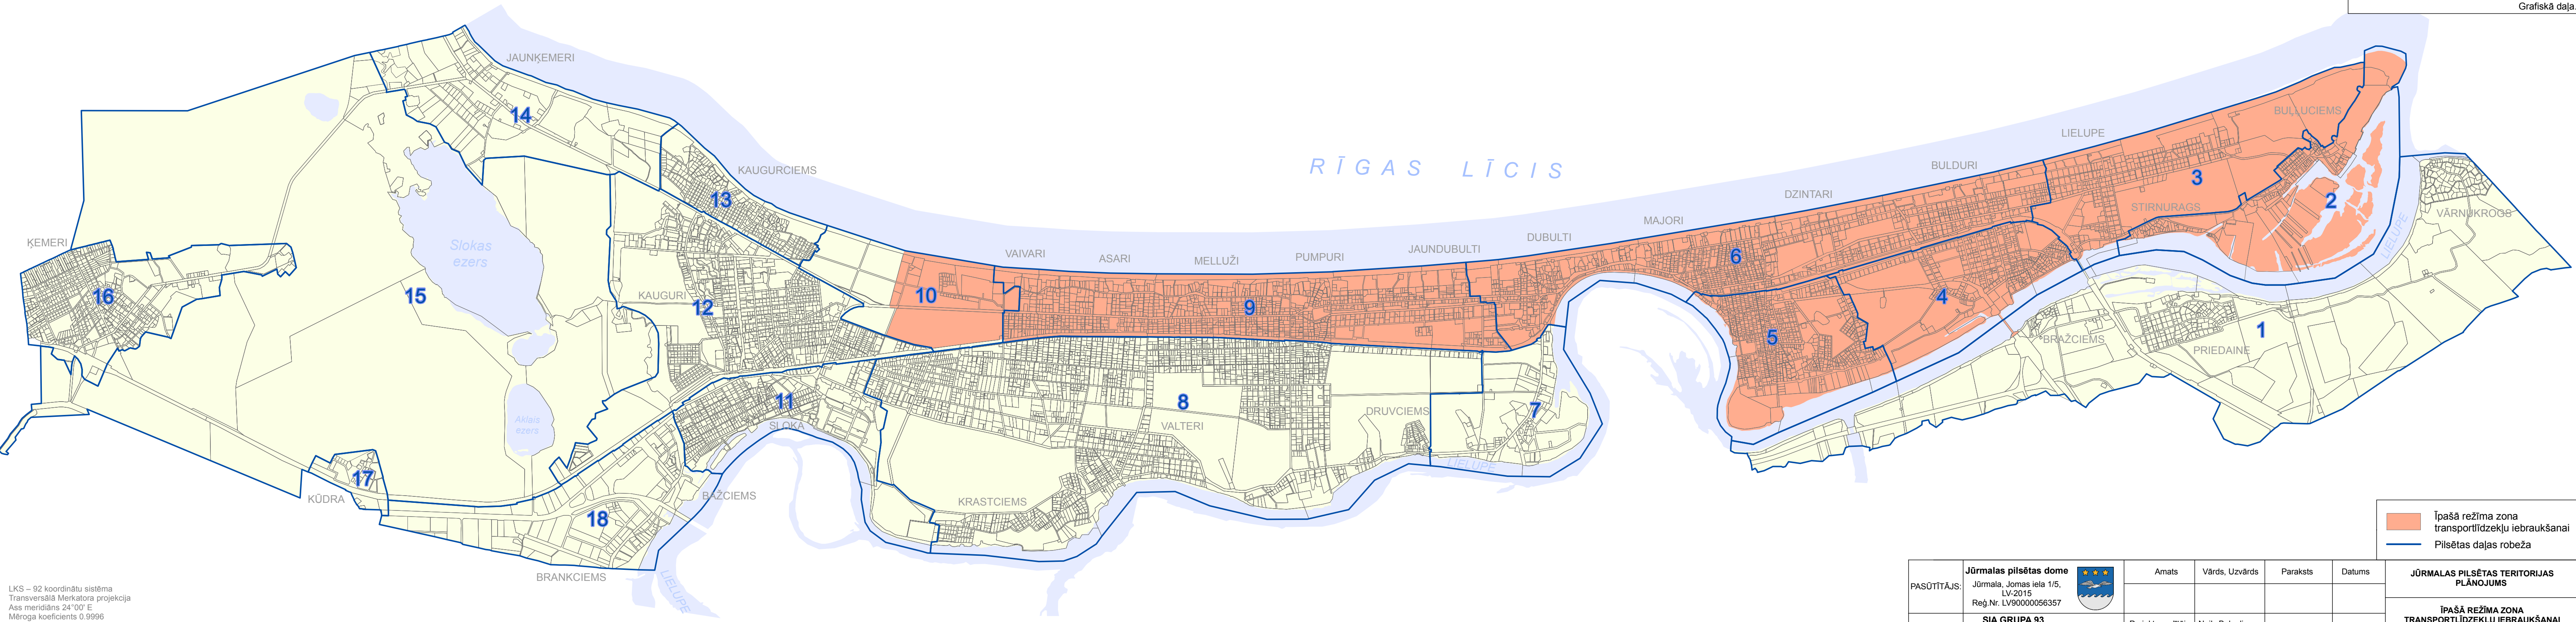 Grafiskā daļa.
JAUNĶEMERI
14
KAUGURCIEMS
13
RĪGAS LĪCIS
BUĻĻUCIEMS
LIELUPE
BULDURI
DZINTARI
3
2
STIRNURAGS
VĀRNUKROGS
LIELUPE
MAJORI
DUBULTI
JAUNDUBULTI
PUMPURI
MELLUŽI
ASARI
VAIVARI
ĶEMERI
Slokas
ezers
16
15
KAUGURI
12
10
9
6
4
5
1
BRAŽCIEMS
PRIEDAINE
11
SLOKA
8
VALTERI
DRUVCIEMS
7
LIELUPE
Aklais
ezers
17
KŪDRA
BAŽCIEMS
KRASTCIEMS
18
BRANKCIEMS
LIELUPE
Īpašā režīma zona
transportlīdzekļu iebraukšanai
Pilsētas daļas robeža
LKS – 92 koordinātu sistēma
Transversālā Merkatora projekcija
Ass meridiāns 24°00' E
Mēroga koeficients 0.9996
PASŪTĪTĀJS:
Jūrmalas pilsētas dome
Jūrmala, Jomas iela 1/5,
LV-2015
Reģ.Nr. LV90000056357
SIA GRUPA 93
Amats Vārds, Uzvārds Paraksts Datums
JŪRMALAS PILSĒTAS TERITORIJAS
PLĀNOJUMS
ĪPAŠĀ REŽĪMA ZONA
TRANSPORTLĪDZEKĻU IEBRAUKŠANAI